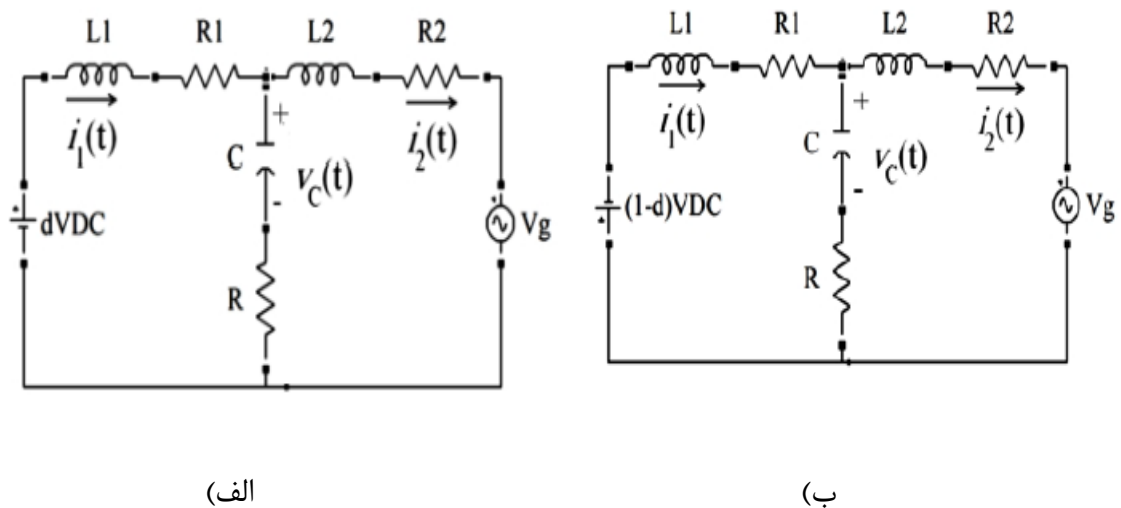 L1 R1 L2 R2
i1(t) + i2(t)
C vC(t)
-
dVDC Vg
R
L1 R1 L2 R2
i1(t) + i2(t)
C vC(t)
-
(1-d)VDC Vg
R
الف)
ب)